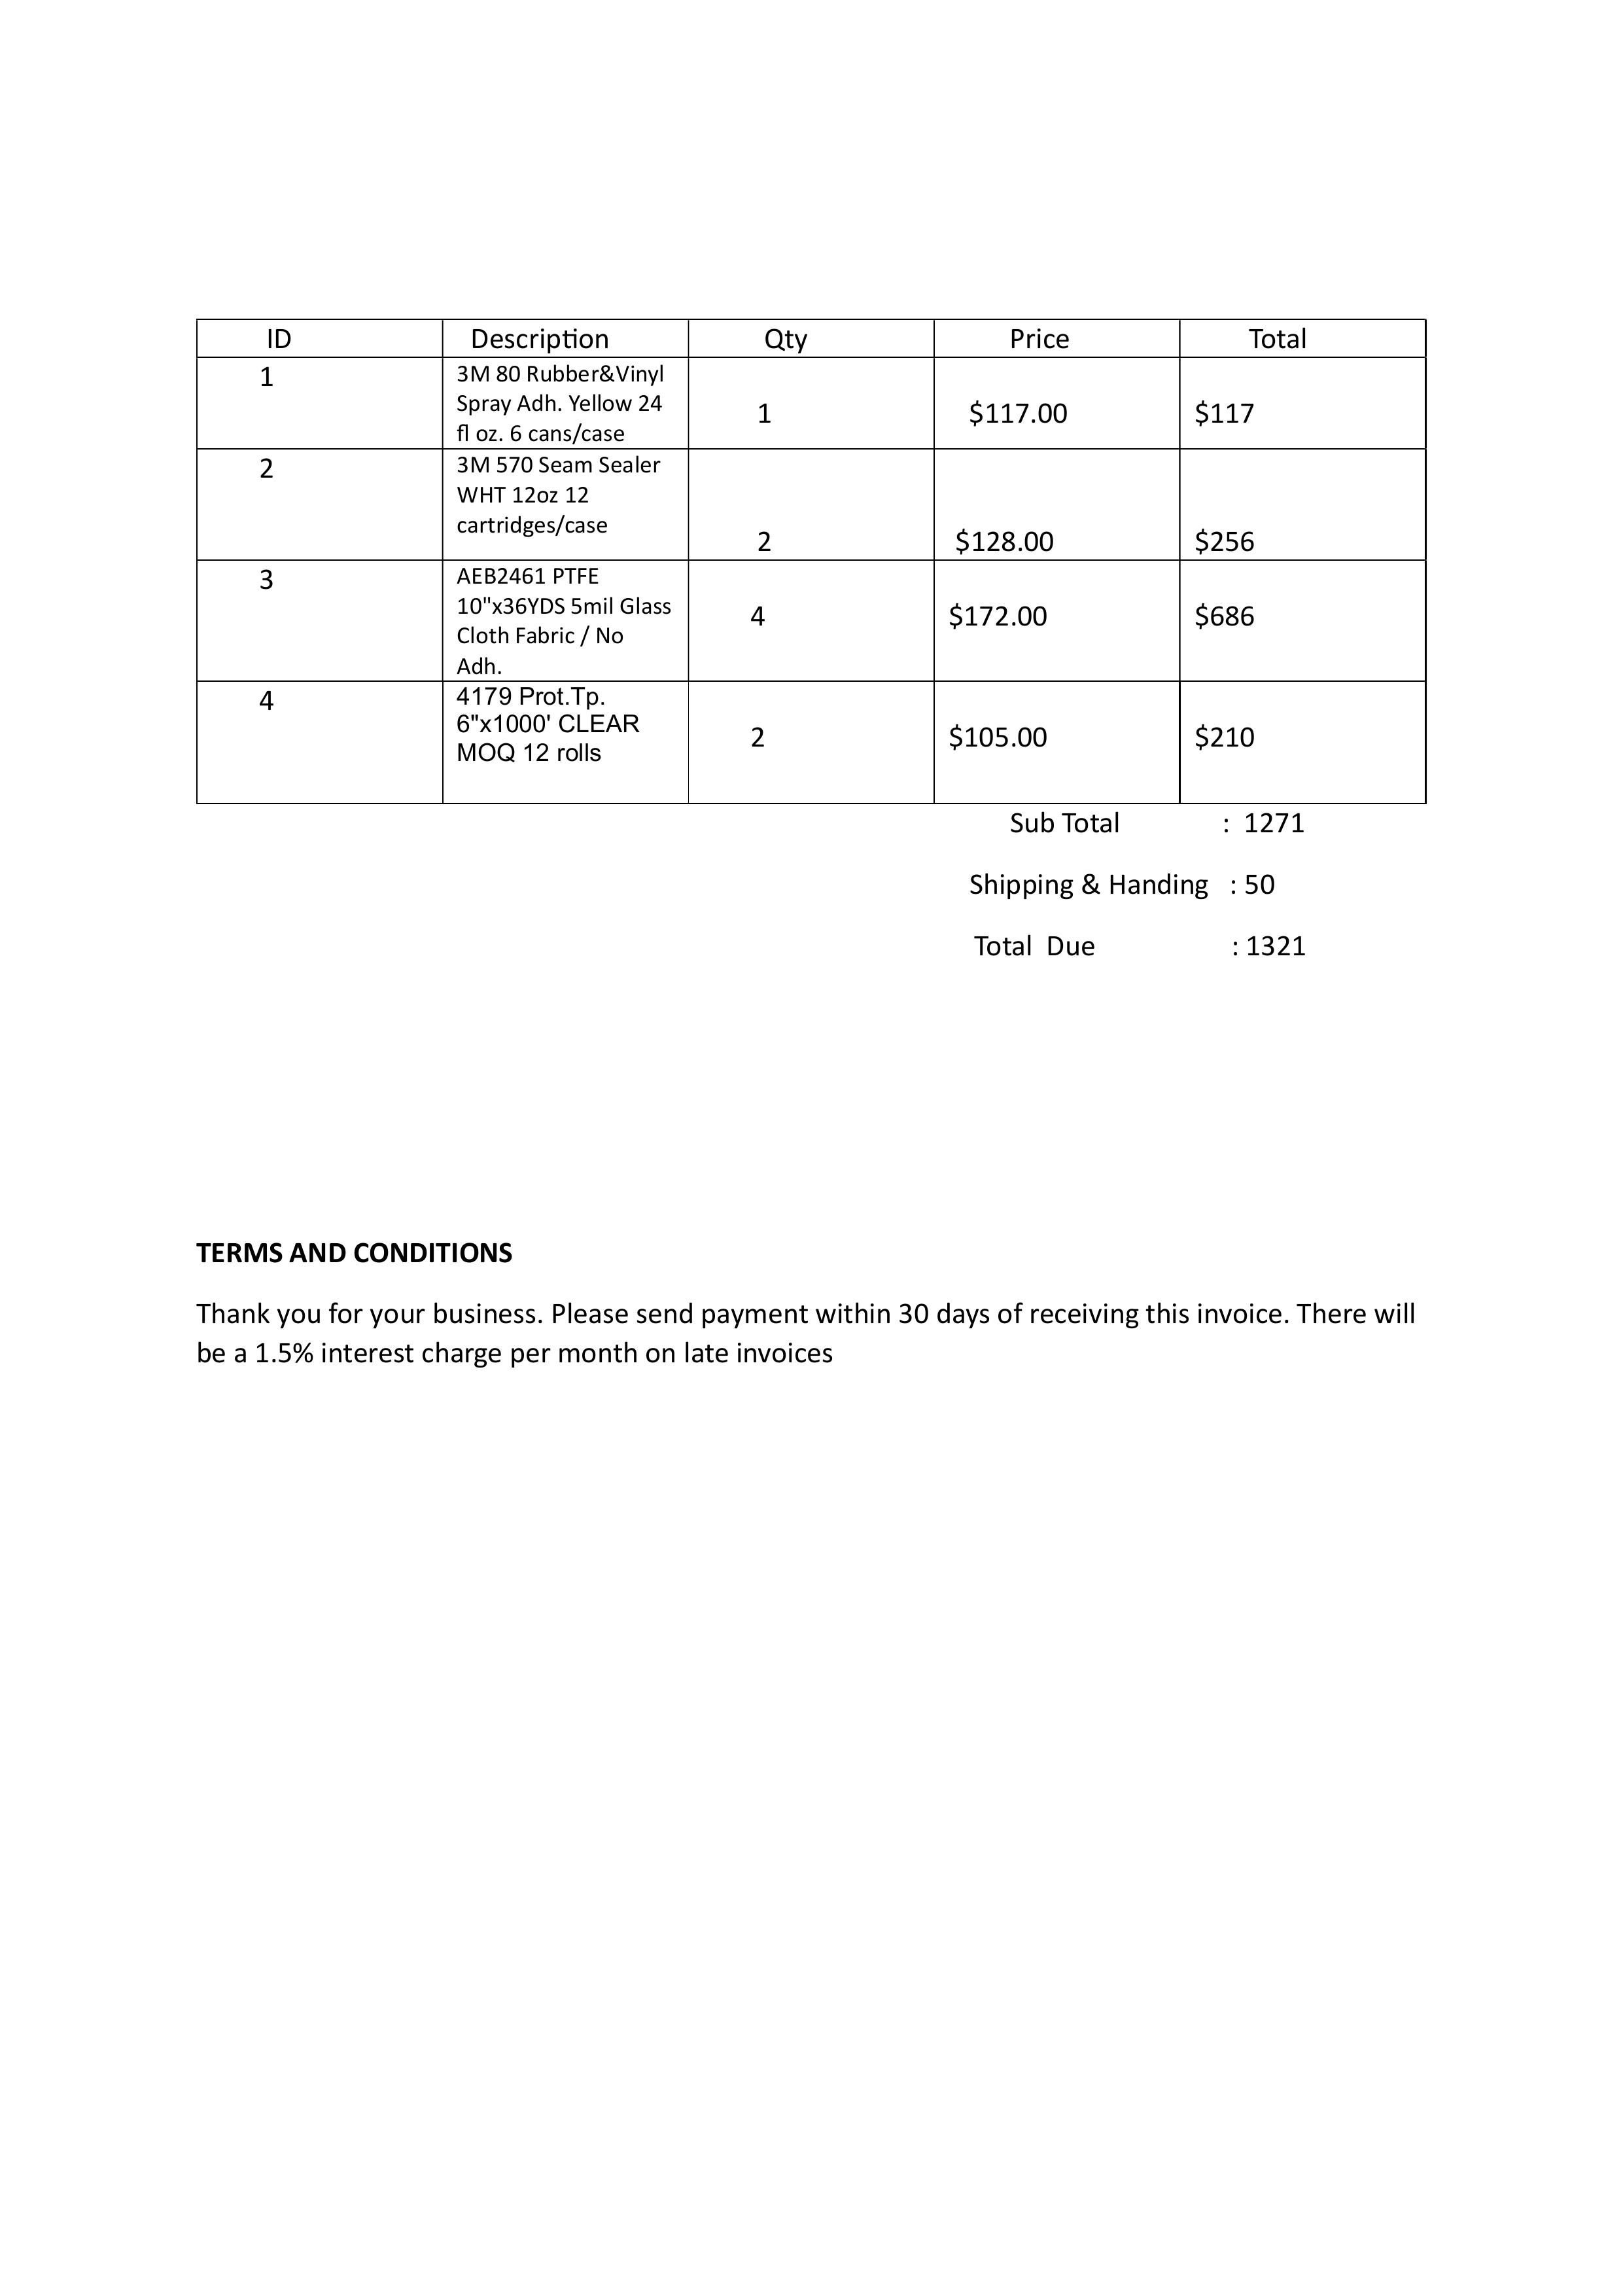 ID Description Qty Price Total
1 3M 80 Rubber&Vinyl
Spray Adh. Yellow 24
fl oz. 6 cans/case
1 $117.00 $117
2 3M 570 Seam Sealer
WHT 12oz 12
cartridges/case
2 $128.00 $256
3 AEB2461 PTFE
10"x36YDS 5mil Glass
Cloth Fabric / No
Adh.
4 $172.00 $686
4 4179 Prot.Tp.
6"x1000' CLEAR
MOQ 12 rolls
2 $105.00 $210
Sub Total : 1271
Shipping & Handing : 50
Total Due : 1321
TERMS AND CONDITIONS
Thank you for your business. Please send payment within 30 days of receiving this invoice. There will
be a 1.5% interest charge per month on late invoices